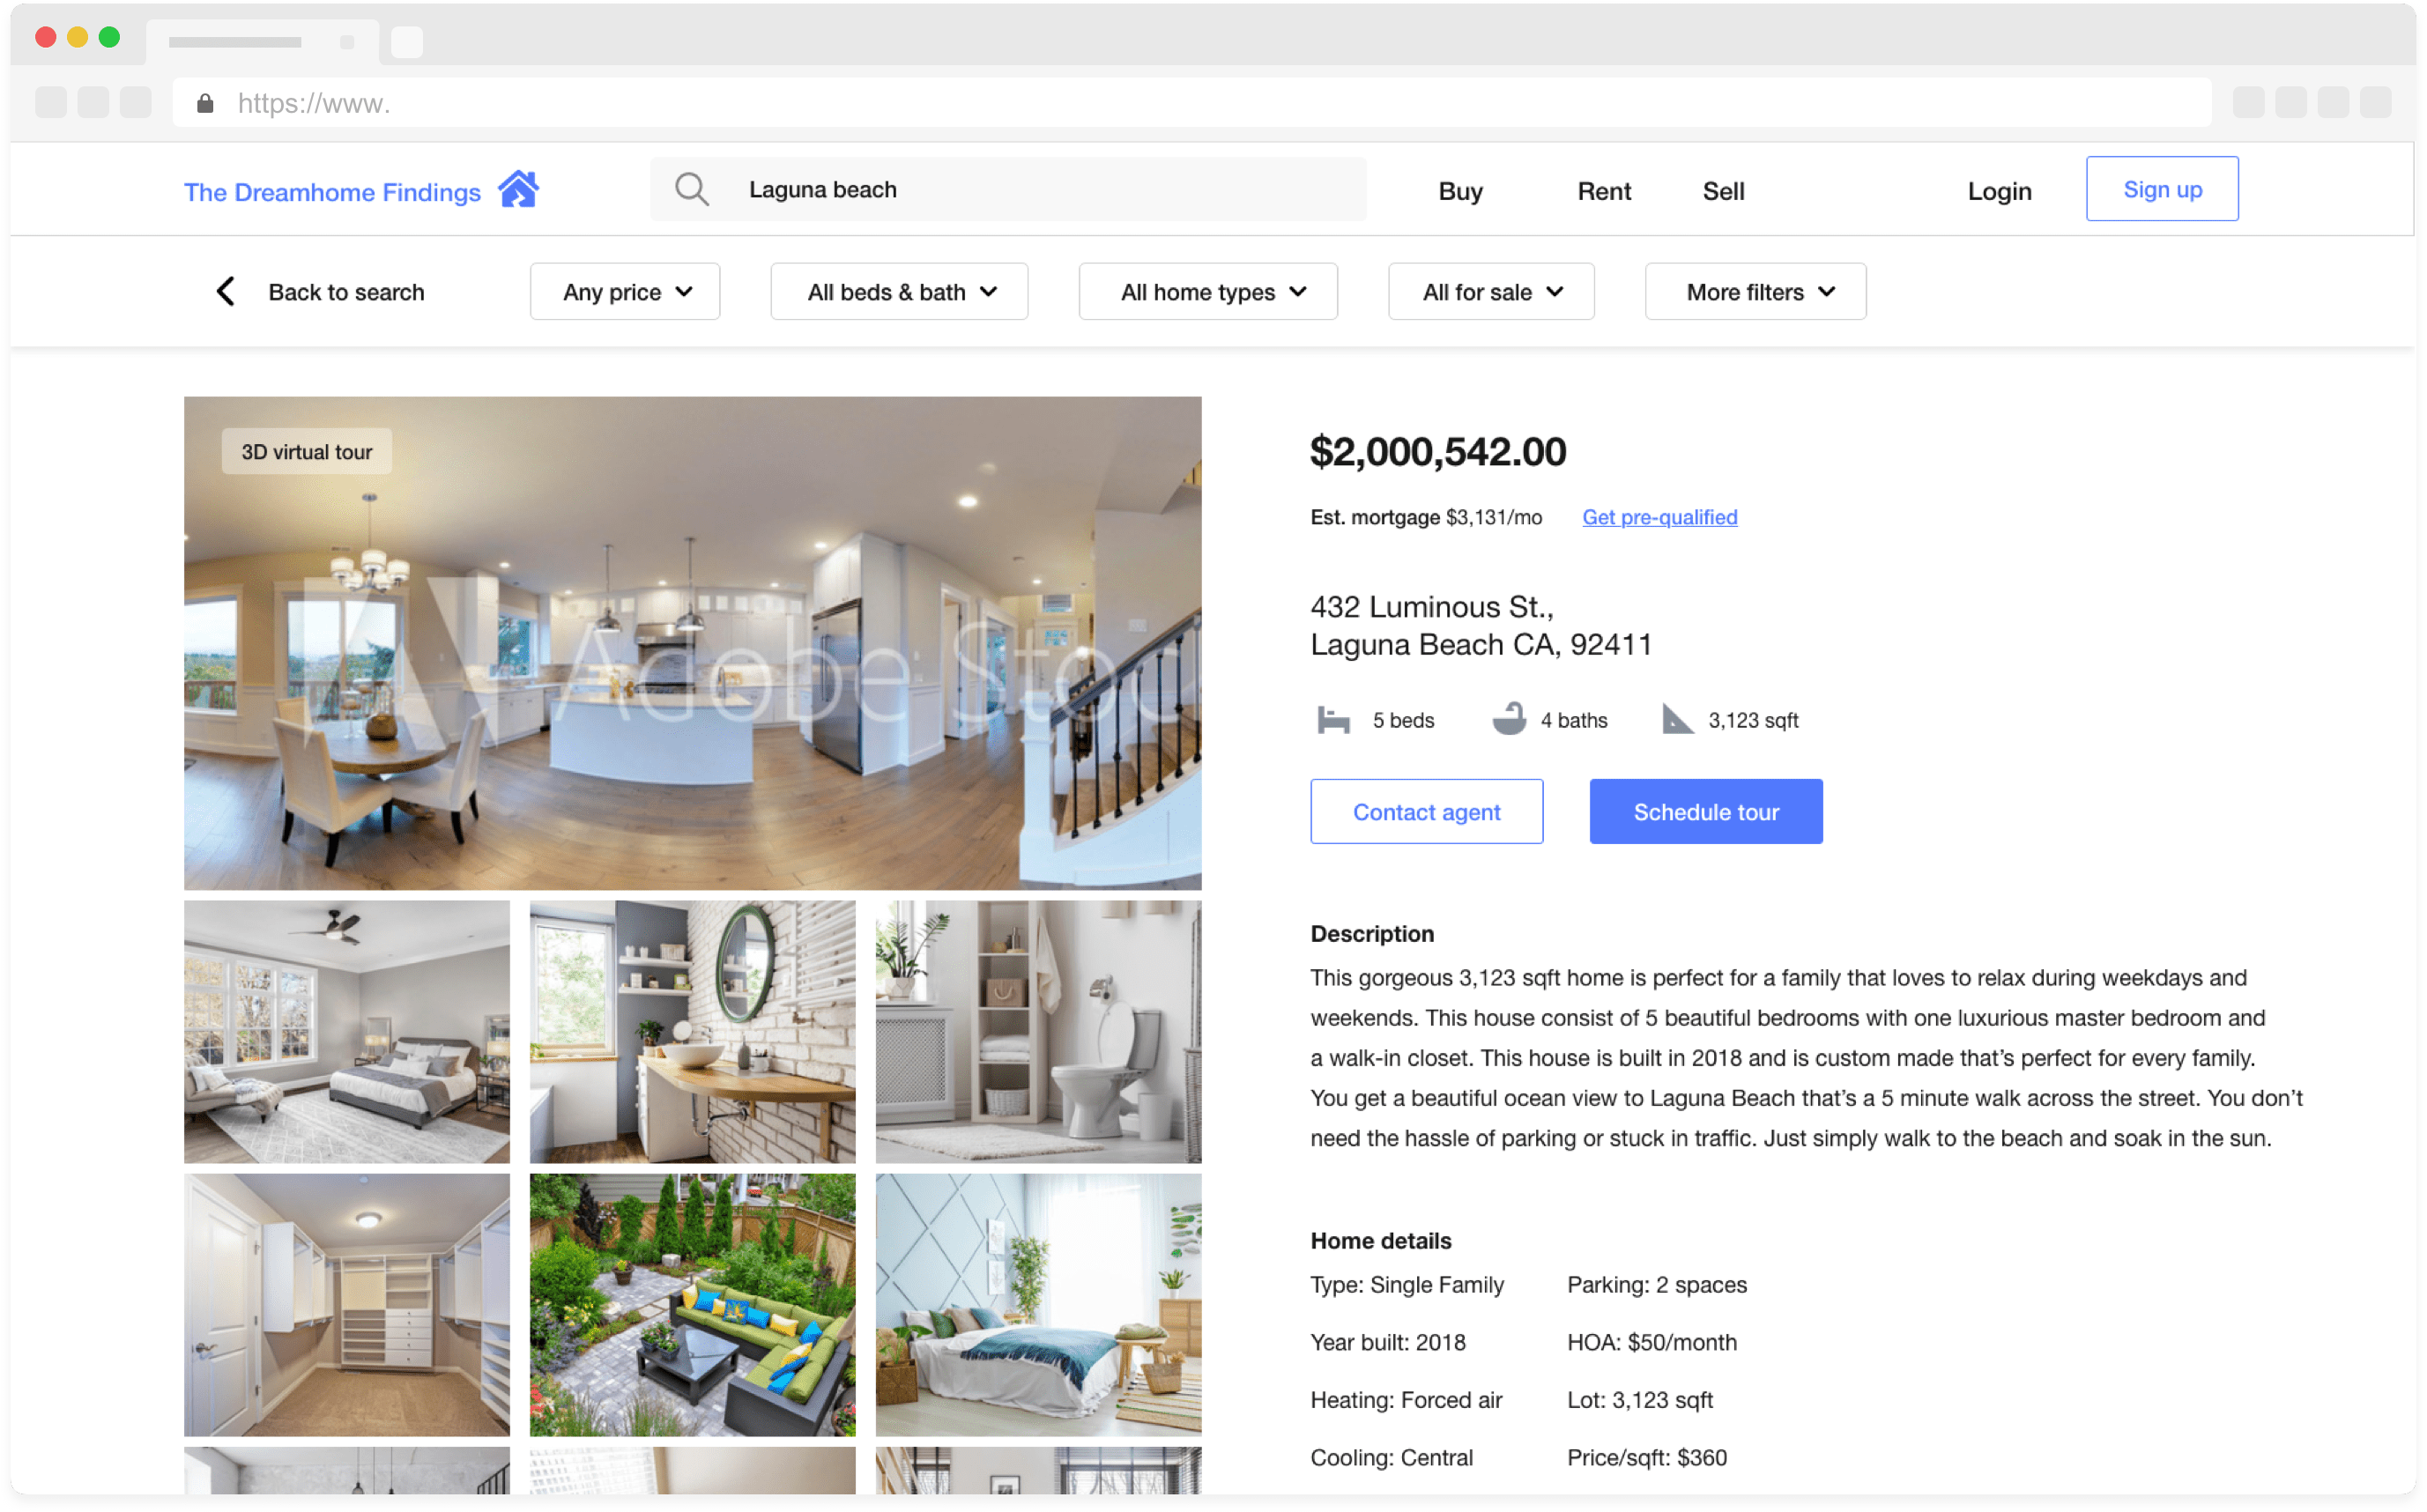 https://www.
The Dreamhome Findings
Laguna beach
Buy
Rent
Sell
Login
Sign up
Back to search
Any price
All beds & bath
All home types
All for sale
More filters
3D virtual tour
Adobe Stoc
$2,000,542.00
Est. mortgage $3,131/mo
Get pre-qualified
432 Luminous St.,
Laguna Beach CA, 92411
5 beds
4 baths
3,123 sqft
Contact agent
Schedule tour
Description
This gorgeous 3,123 sqft home is perfect for a family that loves to relax during weekdays and
weekends. This house consist of 5 beautiful bedrooms with one luxurious master bedroom and
a walk-in closet. This house is built in 2018 and is custom made that’s perfect for every family.
You get a beautiful ocean view to Laguna Beach that’s a 5 minute walk across the street. You don’t
need the hassle of parking or stuck in traffic. Just simply walk to the beach and soak in the sun.
Home details
Type: Single Family
Parking: 2 spaces
Year built: 2018
HOA: $50/month
Heating: Forced air
Lot: 3,123 sqft
Cooling: Central
Price/sqft: $360